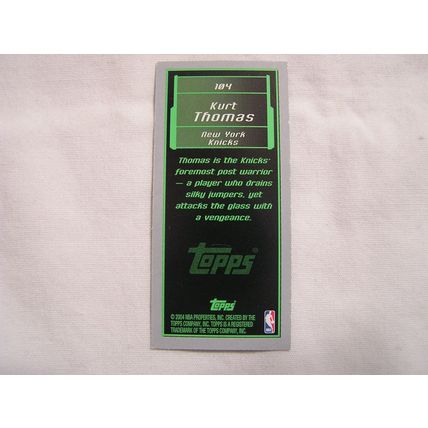 104
Kurt
Thomas
New York
Knicks
Thomas is the Knicks'
foremost post warrior
— a player who drains
silky jumpers, yet
attacks the glass with
a vengeance.
Topps
Topps
© 2004 NBA PROPERTIES, INC. CREATED BY THE
TOPPS COMPANY, INC. TOPPS IS A REGISTERED
TRADEMARK OF THE TOPPS COMPANY, INC.